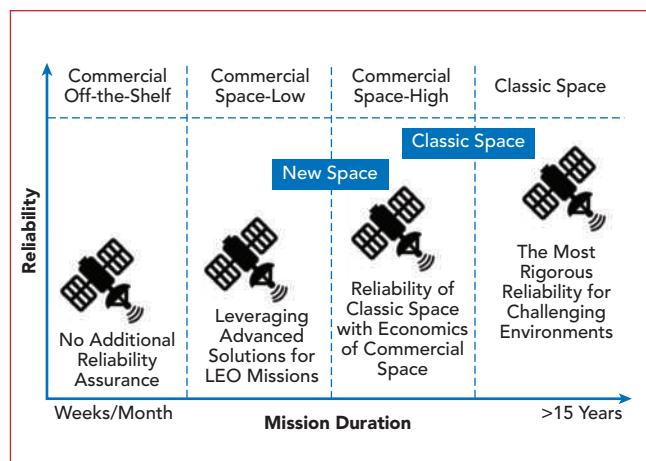 Commercial
Off-the-Shelf
Commercial
Space-Low
Commercial
Space-High
Classic Space
Classic Space
New Space
Reliability
No Additional
Reliability
Assurance
Leveraging
Advanced
Solutions for
LEO Missions
Reliability of
Classic Space
with Economics
of Commercial
Space
The Most
Rigorous
Reliability for
Challenging
Environments
Weeks/Month
Mission Duration
>15 Years